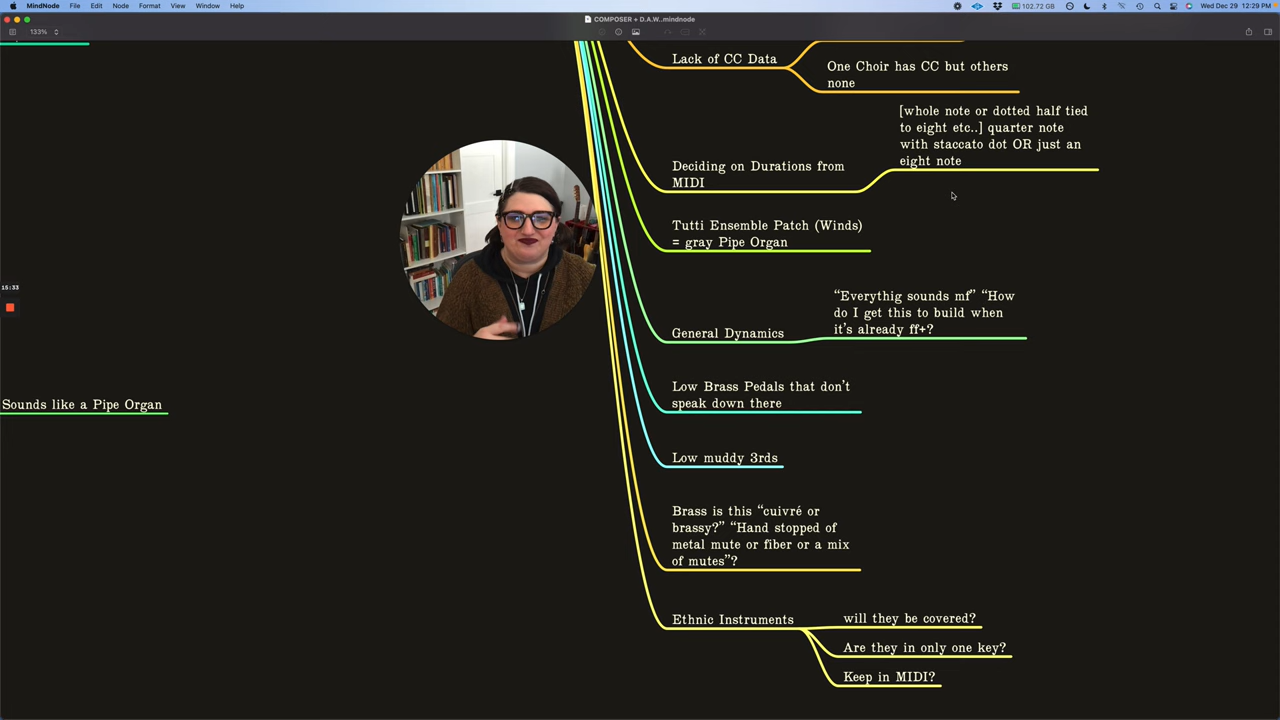 MindNode File Edit Node Format View Window Help
102.72 GB
Wed Dec 29 12:29 PM
COMPOSER + D.A.W..mindnode
133%
Lack of CC Data
One Choir has CC but others
none
[whole note or dotted half tied
to eight etc..] quarter note
with staccato dot OR just an
eight note
Deciding on Durations from
MIDI
Tutti Ensemble Patch (Winds)
= gray Pipe Organ
15:33
“Everythig sounds mf” “How
do I get this to build when
it’s already ff+?
General Dynamics
Low Brass Pedals that don’t
speak down there
Sounds like a Pipe Organ
Low muddy 3rds
Brass is this “cuivré or
brassy?” “Hand stopped of
metal mute or fiber or a mix
of mutes”?
Ethnic Instruments
will they be covered?
Are they in only one key?
Keep in MIDI?